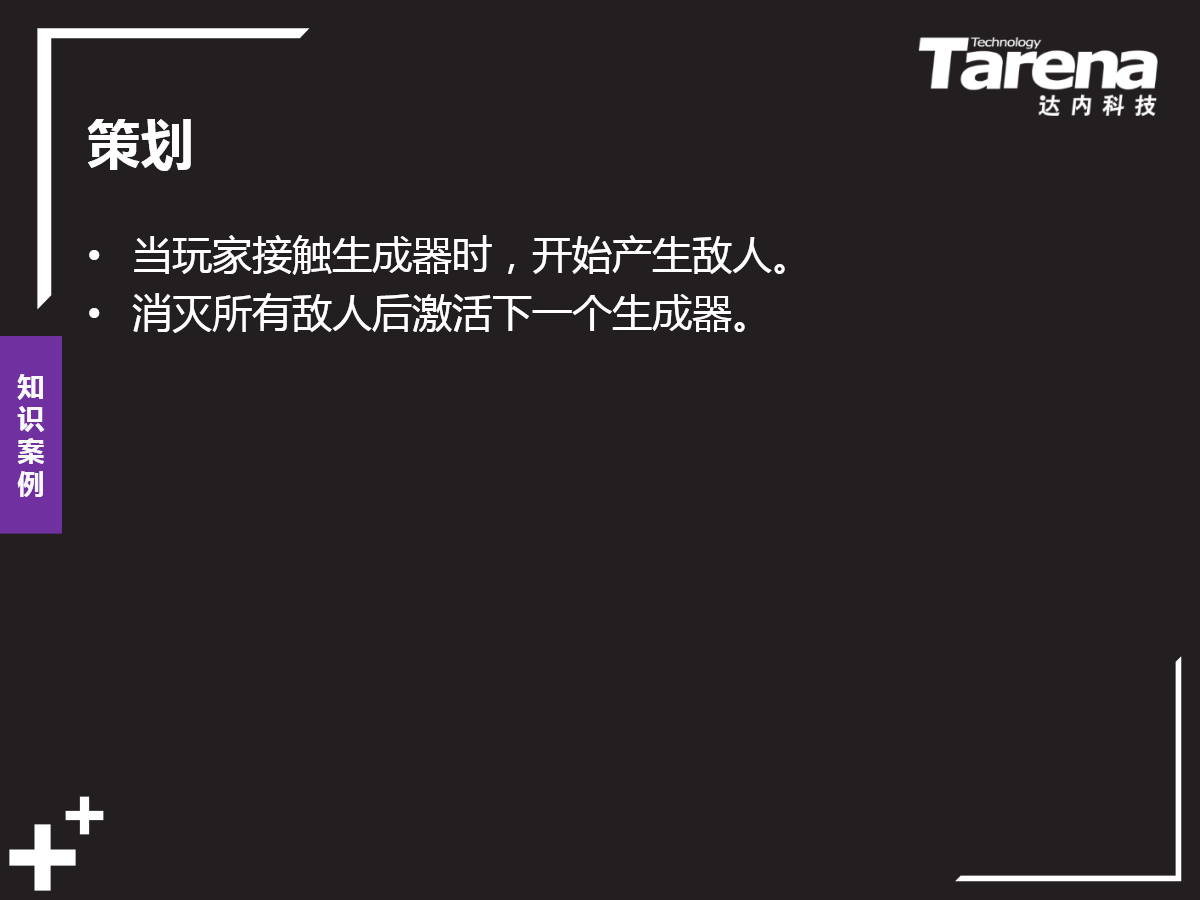 Technology
Tarena
达内科技
策划
• 当玩家接触生成器时，开始产生敌人。
• 消灭所有敌人后激活下一个生成器。
知识案例